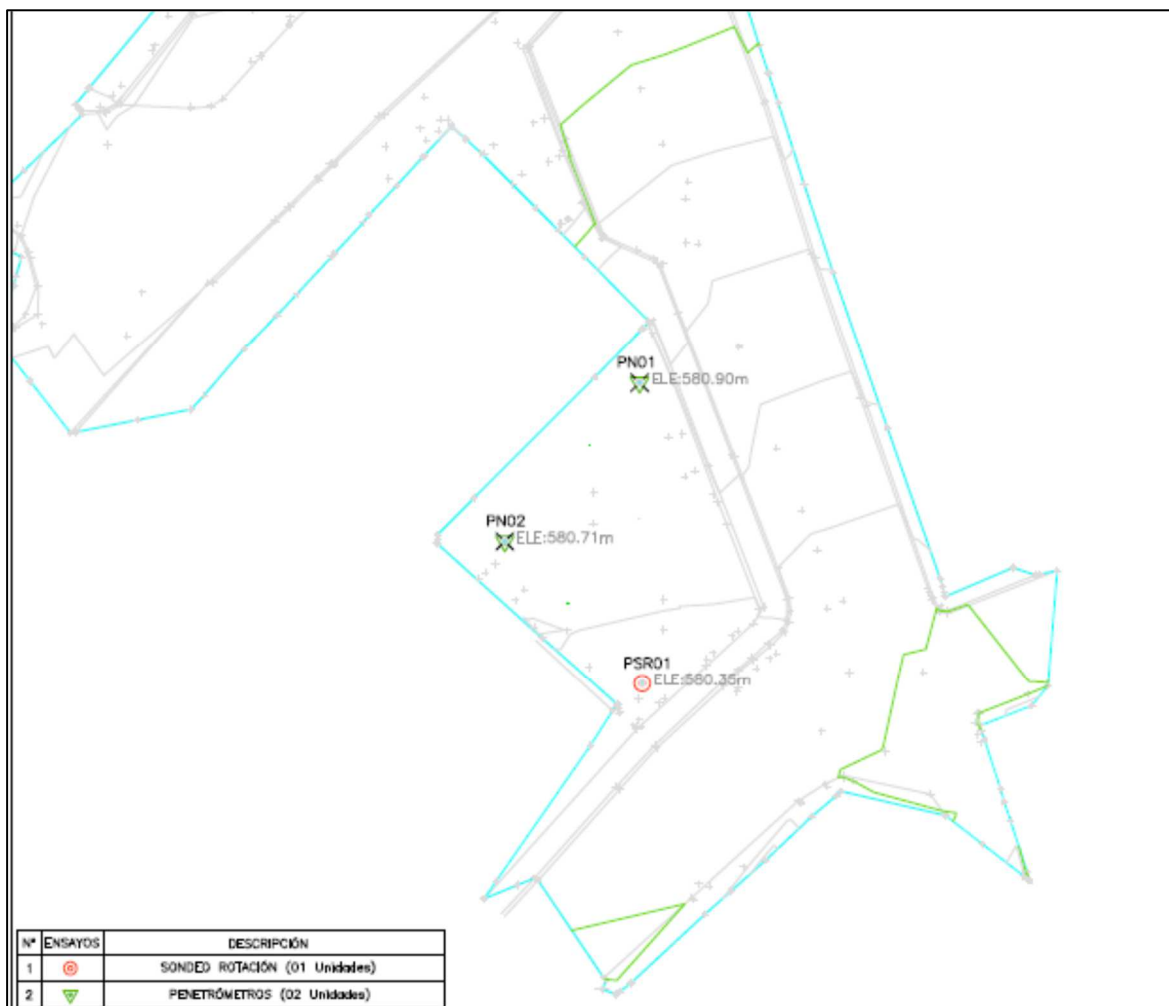 PN01
ELE:580.90m
PN02
ELE:580.71m
PSR01
ELE:580.35m
Nº ENSAYOS DESCRIPCIÓN
1 SONDEO ROTACIÓN (01 Unidades)
2 PENETRÓMETROS (02 Unidades)